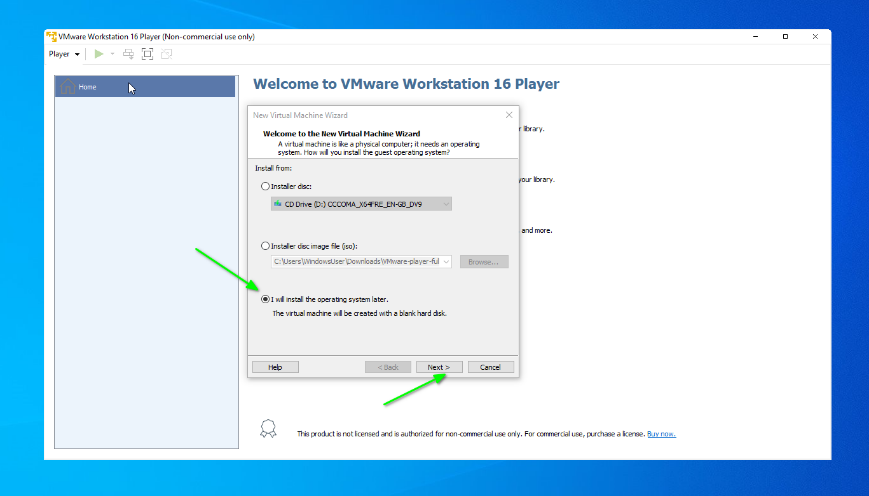 VMware Workstation 16 Player (Non-commercial use only)
Player
Home
Welcome to VMware Workstation 16 Player
r library.
your library.
and more.
New Virtual Machine Wizard
Welcome to the New Virtual Machine Wizard
A virtual machine is like a physical computer; it needs an operating
system. How will you install the guest operating system?
Install from:
Installer disc:
CD Drive (D:) CCCOMA_X64FRE_EN-GB_DV9
Installer disc image file (iso):
C:\Users\WindowsUser\Downloads\VMware-player-ful
Browse...
I will install the operating system later.
The virtual machine will be created with a blank hard disk.
Help
< Back
Next >
Cancel
This product is not licensed and is authorized for non-commercial use only. For commercial use, purchase a license. Buy now.